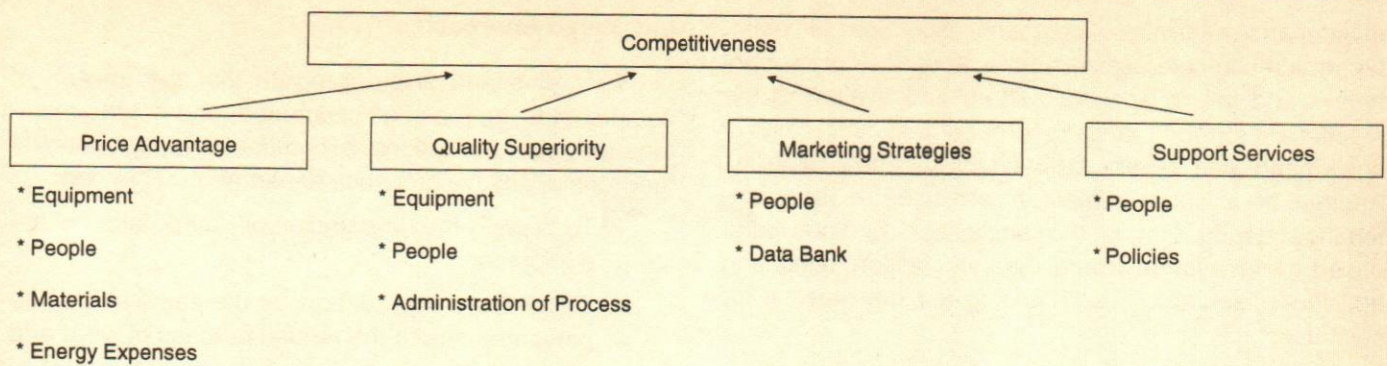 Competitiveness
Price Advantage
* Equipment
* People
* Materials
* Energy Expenses
Quality Superiority
* Equipment
* People
* Administration of Process
Marketing Strategies
* People
* Data Bank
Support Services
* People
* Policies